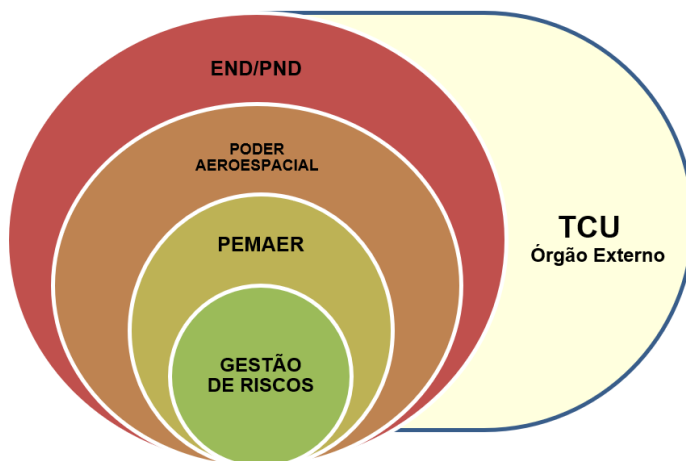 END/PND
PODER
AEROESPACIAL
PEMAER
GESTÃO
DE RISCOS
TCU
Órgão Externo